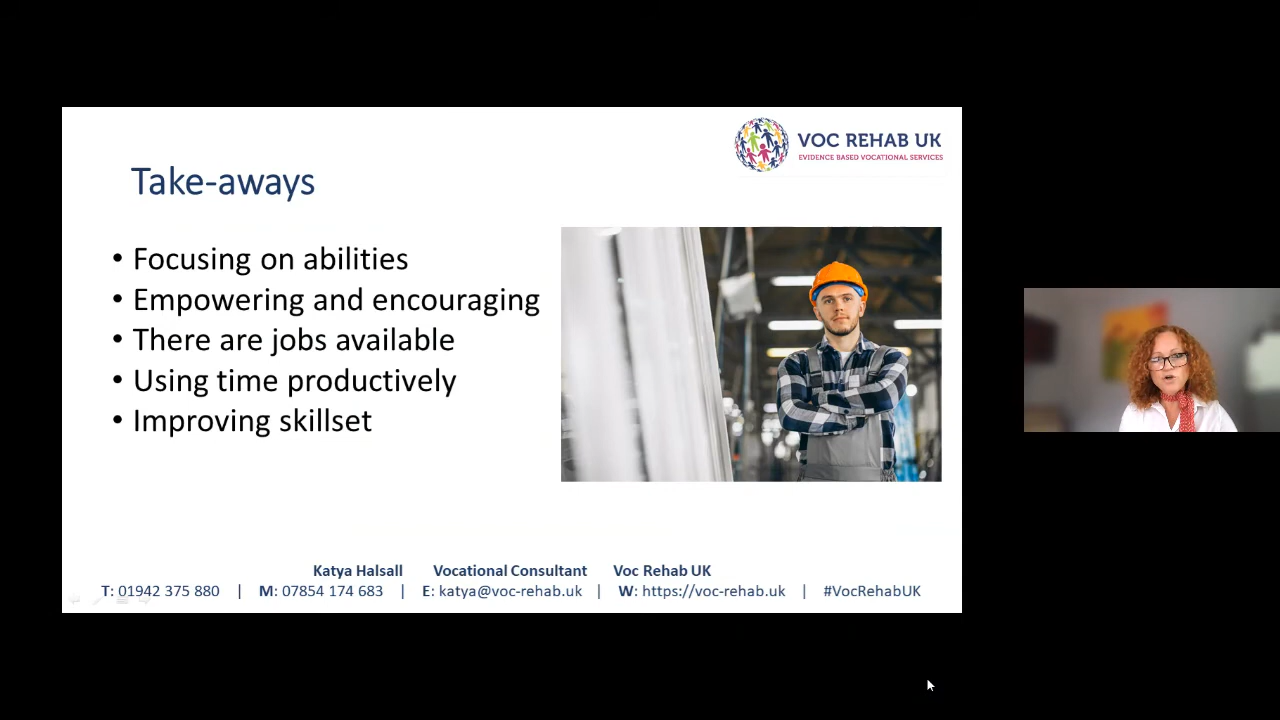 VOC REHAB UK
EVIDENCE BASED VOCATIONAL SERVICES
Take-aways
• Focusing on abilities
• Empowering and encouraging
• There are jobs available
• Using time productively
• Improving skillset
Katya Halsall Vocational Consultant Voc Rehab UK
T: 01942 375 880 | M: 07854 174 683 | E: katya@voc-rehab.uk | W: https://voc-rehab.uk | #VocRehabUK